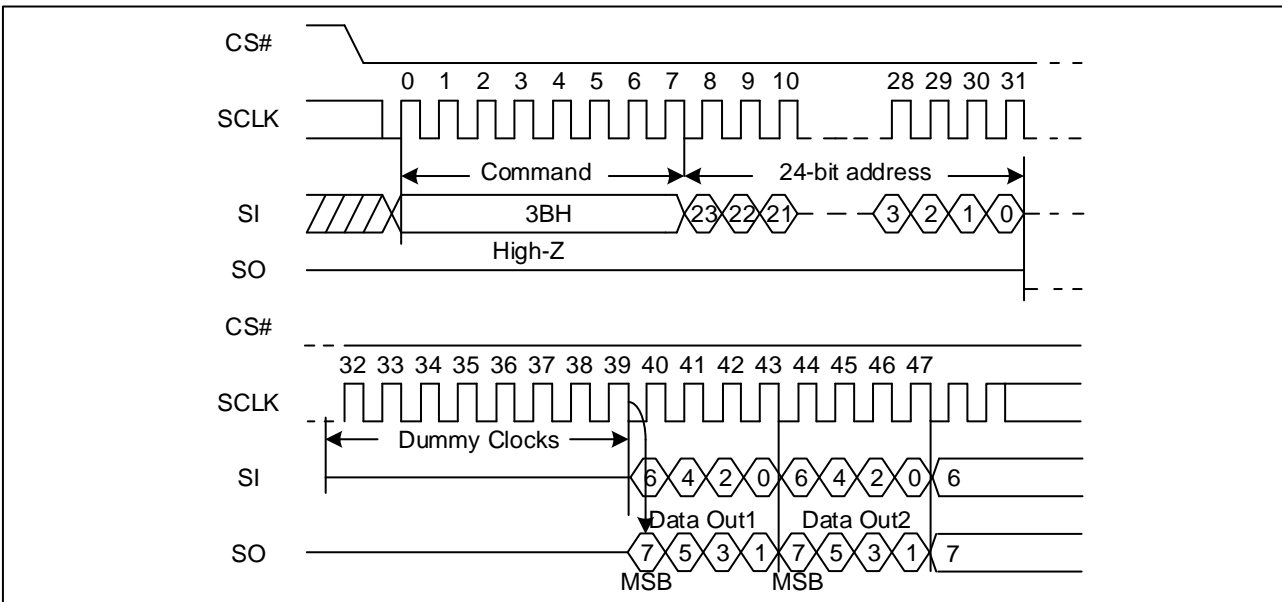 CS#
0 1 2 3 4 5 6 7 8 9 10 28 29 30 31
SCLK
Command 24-bit address
SI 3BH 23 22 21 3 2 1 0
High-Z
SO
CS#
32 33 34 35 36 37 38 39 40 41 42 43 44 45 46 47
SCLK
Dummy Clocks
SI 6 4 2 0 6 4 2 0 6
Data Out1 Data Out2
SO 7 5 3 1 7 5 3 1 7
MSB MSB